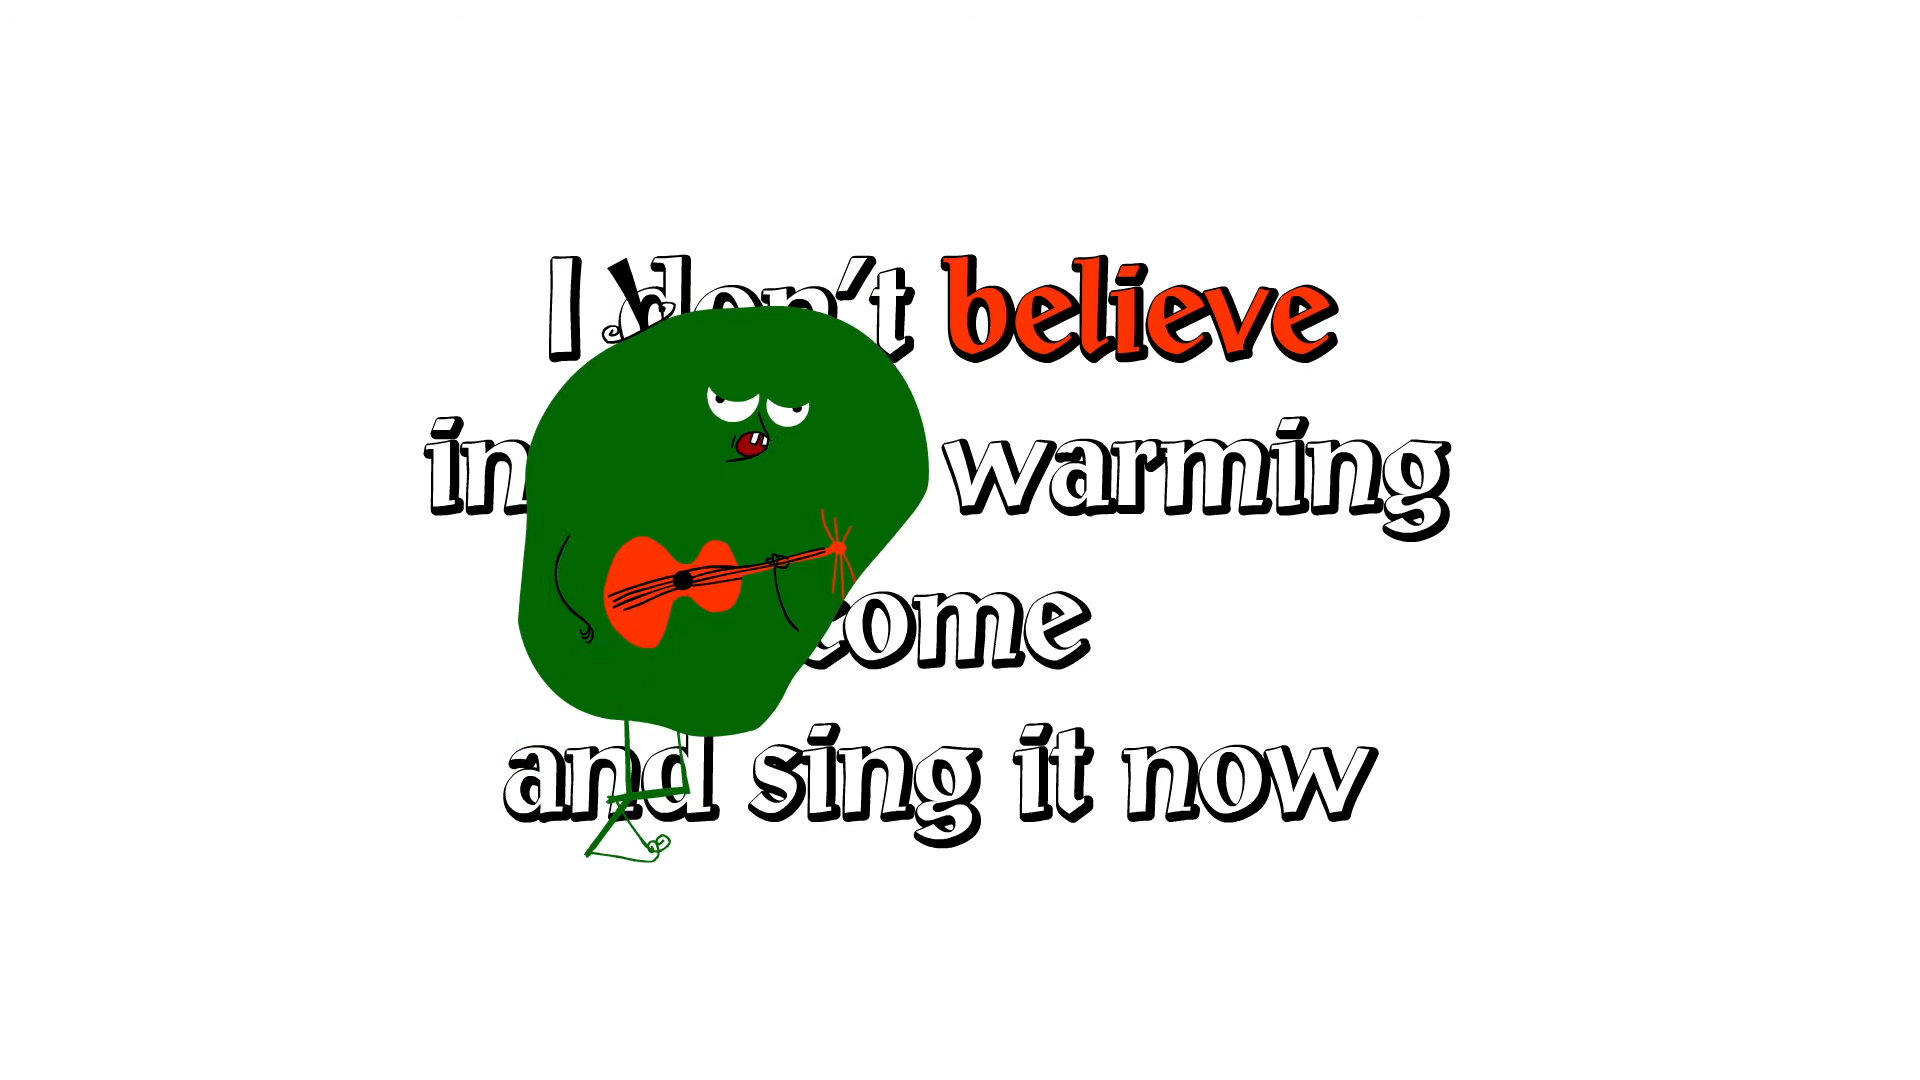 I don't believe
in warming
come
and sing it now